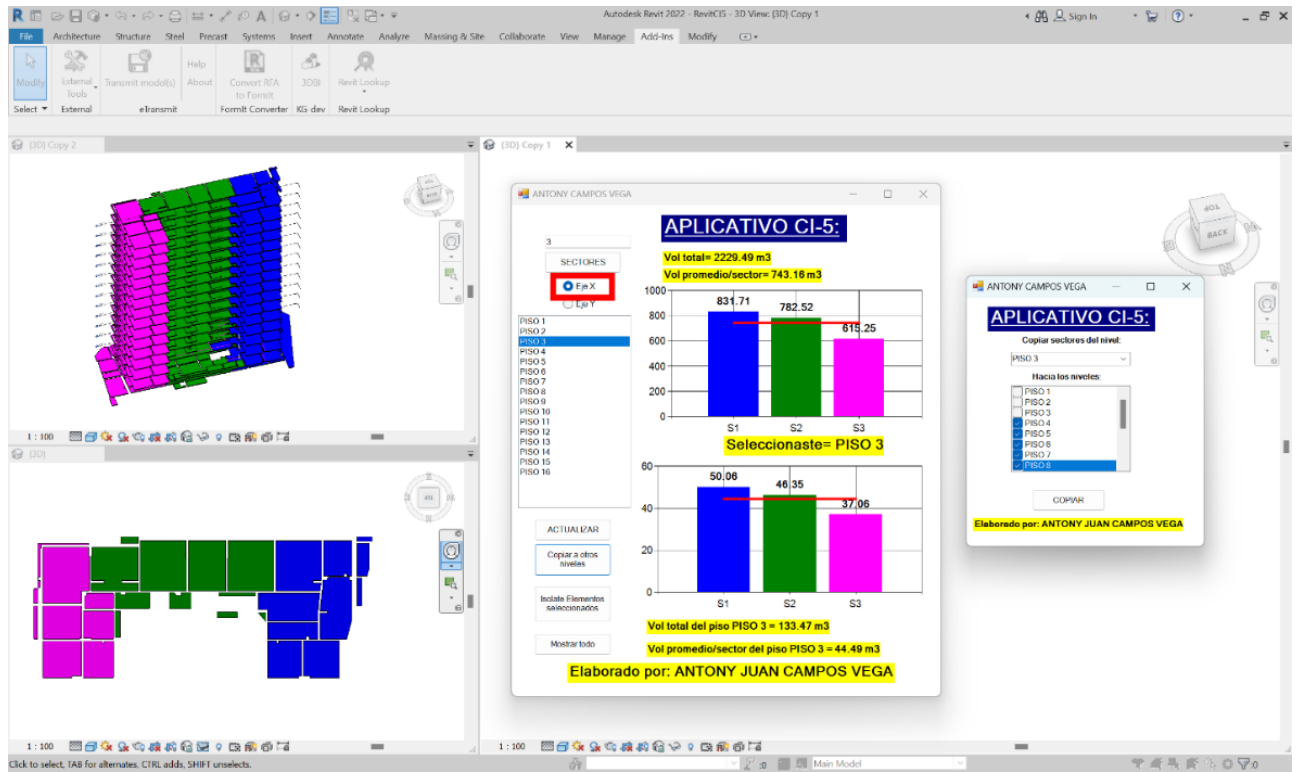 Autodesk Revit 2022 - RevitCI5 - 3D View: {3D} Copy 1
Sign In
File Architecture Structure Steel Precast Systems Insert Annotate Analyze Massing & Site Collaborate View Manage Add-Ins Modify
Modify
External Tools
Transmit model(s)
Help
About
Convert RFA to FormIt
3DBI
Revit Lookup
Select
External
eTransmit
FormIt Converter
KG-dev
Revit Lookup
{3D} Copy 2
{3D} Copy 1
BACK
1 : 100
{3D}
TOP
1 : 100
ANTONY CAMPOS VEGA
APLICATIVO CI-5:
3
SECTORES
Eje X
Eje Y
PISO 1
PISO 2
PISO 3
PISO 4
PISO 5
PISO 6
PISO 7
PISO 8
PISO 9
PISO 10
PISO 11
PISO 12
PISO 13
PISO 14
PISO 15
PISO 16
ACTUALIZAR
Copiar a otros niveles
Isolate Elementos seleccionados
Mostrar todo
Vol total= 2229.49 m3
Vol promedio/sector= 743.16 m3
1000
800
600
400
200
0
831.71
782.52
615.25
S1 S2 S3
Seleccionaste= PISO 3
60
40
20
0
50.06
46.35
37.06
S1 S2 S3
Vol total del piso PISO 3 = 133.47 m3
Vol promedio/sector del piso PISO 3 = 44.49 m3
Elaborado por: ANTONY JUAN CAMPOS VEGA
TOP
BACK
ANTONY CAMPOS VEGA
APLICATIVO CI-5:
Copiar sectores del nivel:
PISO 3
Hacia los niveles:
PISO 1
PISO 2
PISO 3
PISO 4
PISO 5
PISO 6
PISO 7
PISO 8
COPIAR
Elaborado por: ANTONY JUAN CAMPOS VEGA
1 : 100
Click to select, TAB for alternates, CTRL adds, SHIFT unselects.
:0
Main Model
:0